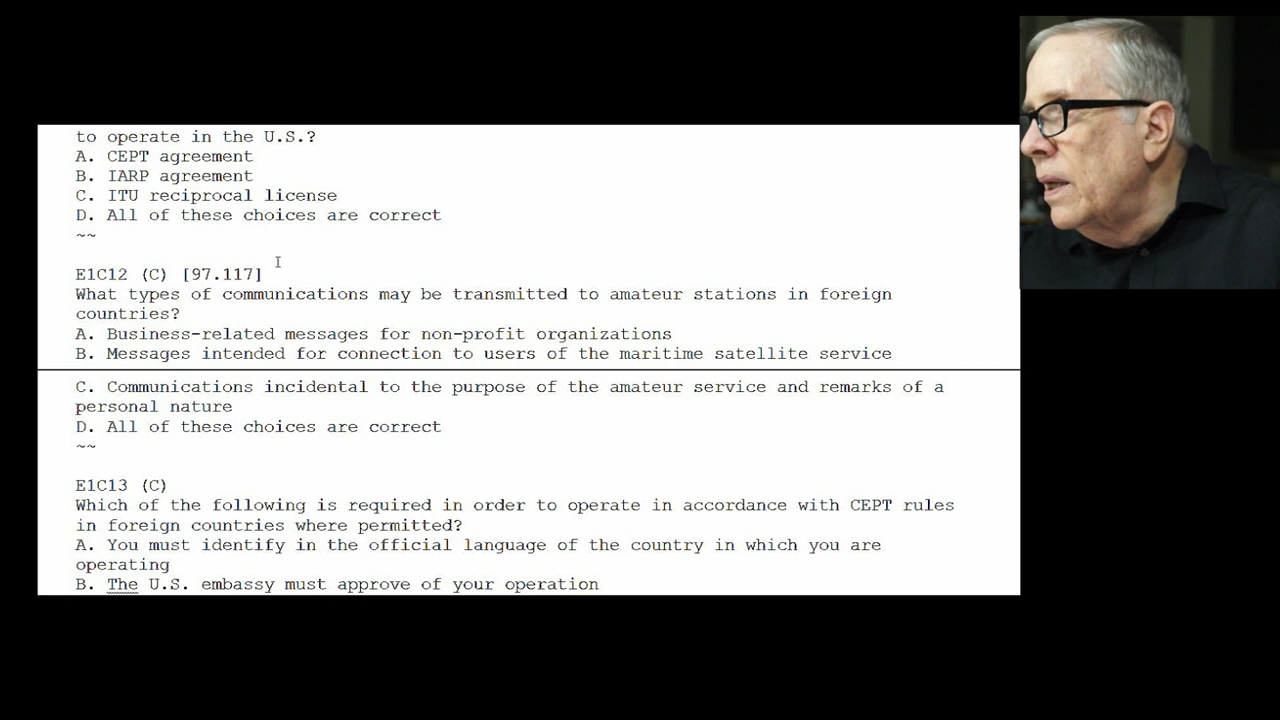 to operate in the U.S.?
A. CEPT agreement
B. IARP agreement
C. ITU reciprocal license
D. All of these choices are correct
~~
E1C12 (C) [97.117]
What types of communications may be transmitted to amateur stations in foreign
countries?
A. Business-related messages for non-profit organizations
B. Messages intended for connection to users of the maritime satellite service
C. Communications incidental to the purpose of the amateur service and remarks of a
personal nature
D. All of these choices are correct
~~
E1C13 (C)
Which of the following is required in order to operate in accordance with CEPT rules
in foreign countries where permitted?
A. You must identify in the official language of the country in which you are
operating
B. The U.S. embassy must approve of your operation